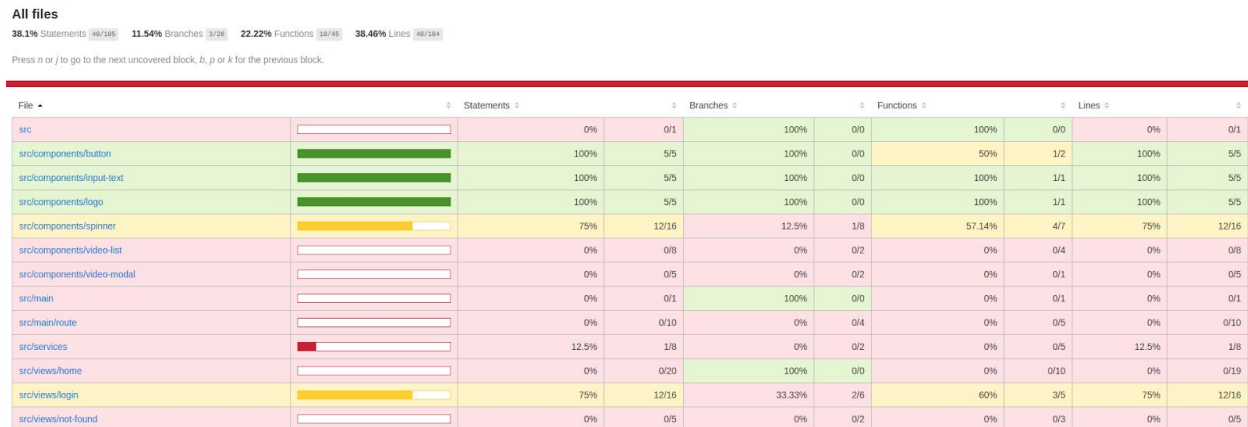 All files
38.1% Statements 40/105 11.54% Branches 3/26 22.22% Functions 10/45 38.46% Lines 40/104
Press n or j to go to the next uncovered block, b, p or k for the previous block.
File Statements Branches Functions Lines
src 0% 0/1 100% 0/0 100% 0/0 0% 0/1
src/components/button 100% 5/5 100% 0/0 50% 1/2 100% 5/5
src/components/input-text 100% 5/5 100% 0/0 100% 1/1 100% 5/5
src/components/logo 100% 5/5 100% 0/0 100% 1/1 100% 5/5
src/components/spinner 75% 12/16 12.5% 1/8 57.14% 4/7 75% 12/16
src/components/video-list 0% 0/8 0% 0/2 0% 0/4 0% 0/8
src/components/video-modal 0% 0/5 0% 0/2 0% 0/1 0% 0/5
src/main 0% 0/1 100% 0/0 0% 0/1 0% 0/1
src/main/route 0% 0/10 0% 0/4 0% 0/5 0% 0/10
src/services 12.5% 1/8 0% 0/2 0% 0/5 12.5% 1/8
src/views/home 0% 0/20 100% 0/0 0% 0/10 0% 0/19
src/views/login 75% 12/16 33.33% 2/6 60% 3/5 75% 12/16
src/views/not-found 0% 0/5 0% 0/2 0% 0/3 0% 0/5